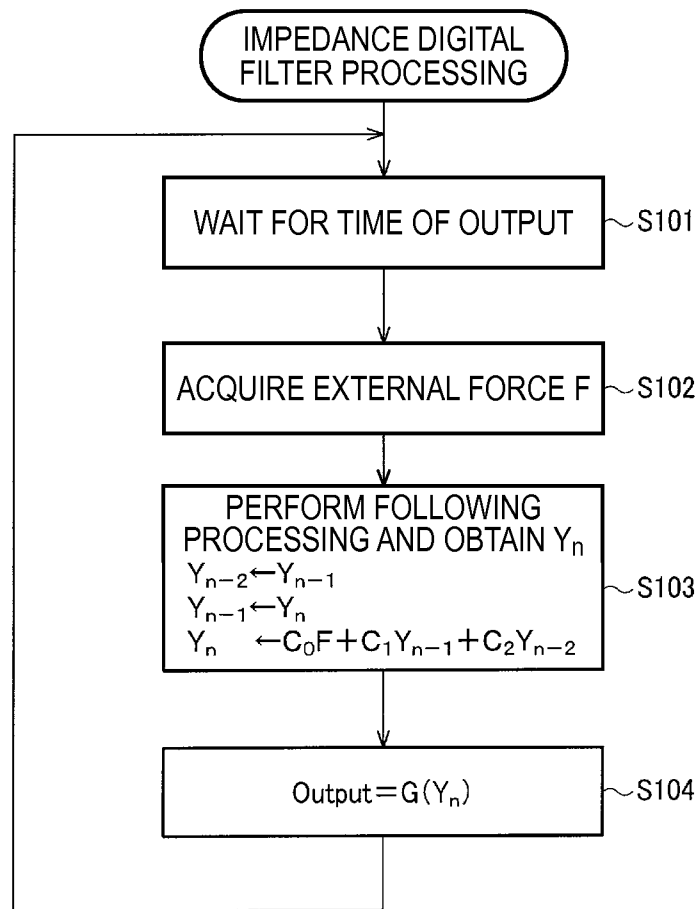 IMPEDANCE DIGITAL
FILTER PROCESSING
WAIT FOR TIME OF OUTPUT
S101
ACQUIRE EXTERNAL FORCE F
S102
PERFORM FOLLOWING
PROCESSING AND OBTAIN Yₙ
Yₙ₋₂←Yₙ₋₁
Yₙ₋₁←Yₙ
Yₙ ←C₀F+C₁Yₙ₋₁+C₂Yₙ₋₂
S103
Output=G(Yₙ)
S104